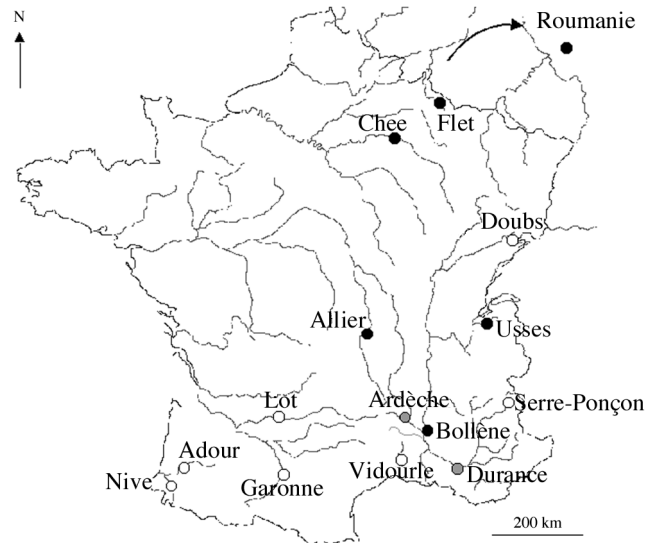 N
Roumanie
Chee
Flet
Doubs
Allier
Usses
Lot
Ardèche
Serre-Ponçon
Bollène
Adour
Nive
Garonne
Vidourle
Durance
200 km